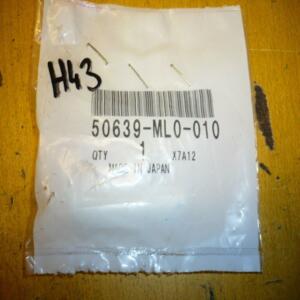 H43
50639-ML0-010
QTY 1 X7A12
MADE IN JAPAN